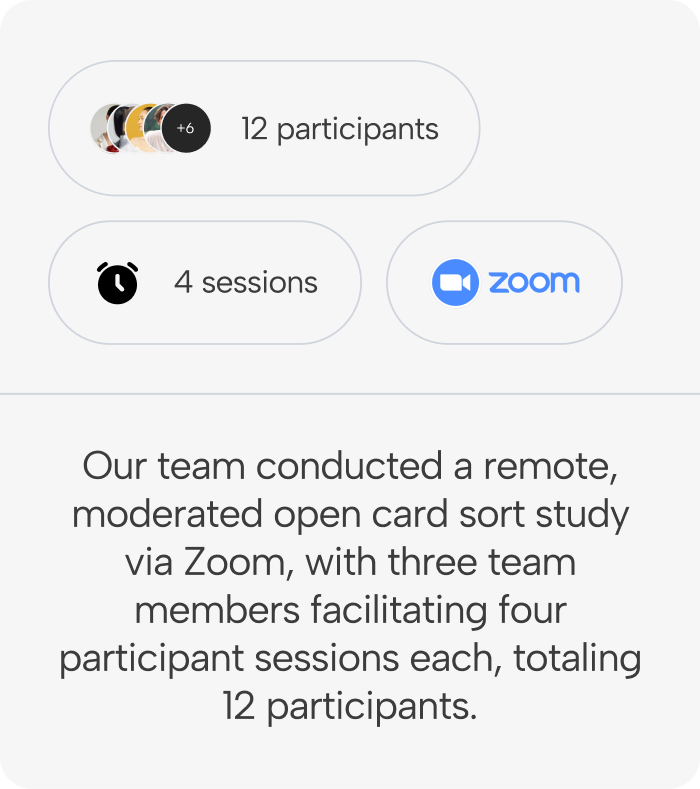 +6
12 participants
4 sessions
zoom
Our team conducted a remote,
moderated open card sort study
via Zoom, with three team
members facilitating four
participant sessions each, totaling
12 participants.